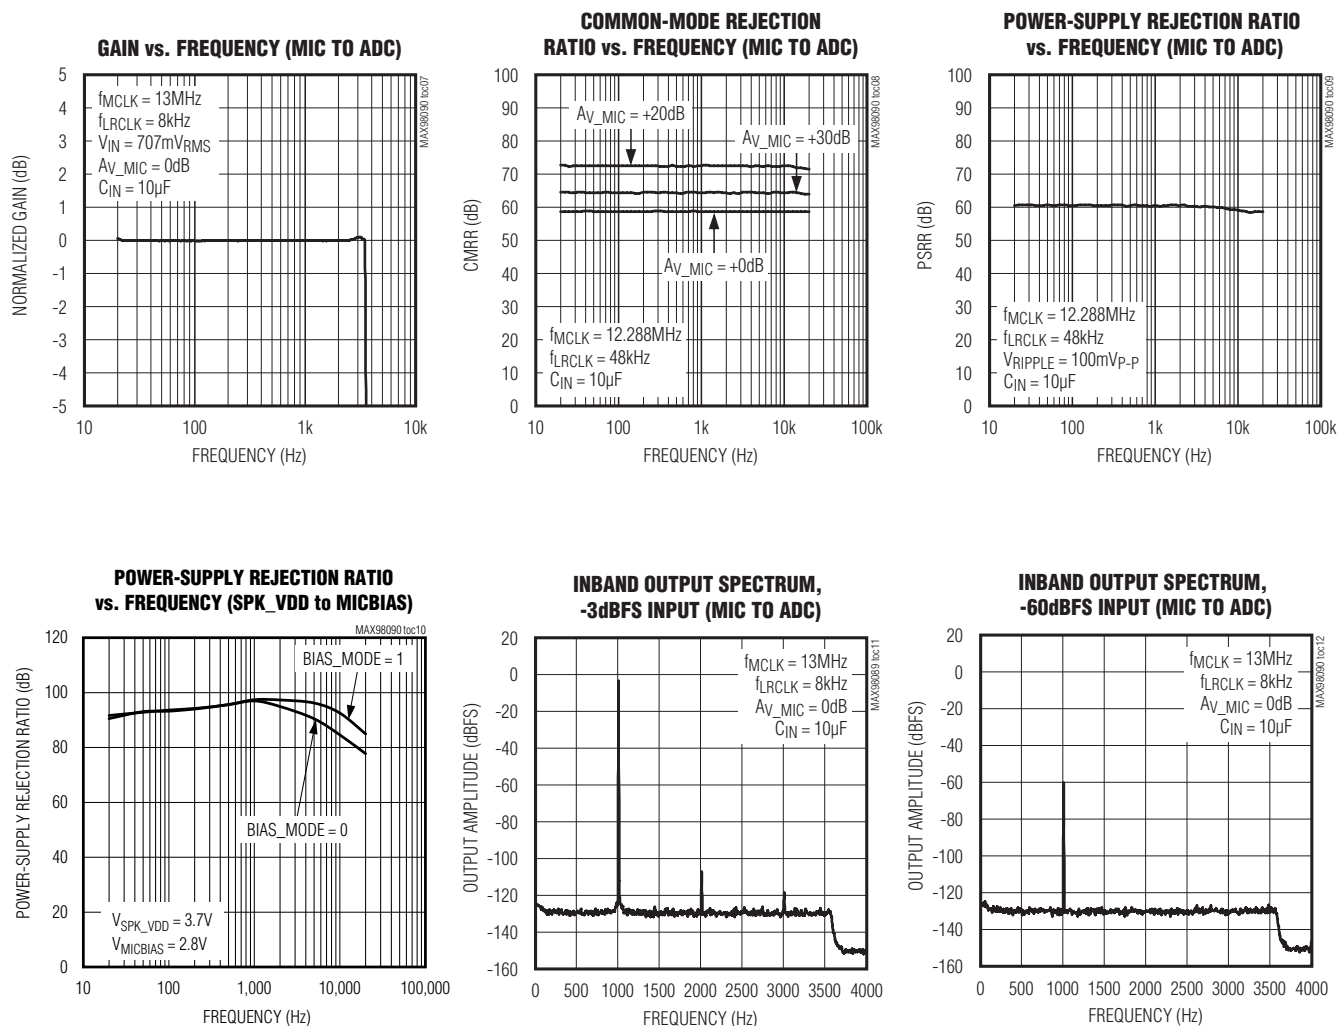 GAIN vs. FREQUENCY (MIC TO ADC)
MAX98090 toc07
fMCLK = 13MHz
fLRCLK = 8kHz
VIN = 707mVRMS
AV_MIC = 0dB
CIN = 10µF
NORMALIZED GAIN (dB)
5
4
3
2
1
0
-1
-2
-3
-4
-5
10
100
1k
10k
FREQUENCY (Hz)
COMMON-MODE REJECTION
RATIO vs. FREQUENCY (MIC TO ADC)
MAX98090 toc08
AV_MIC = +20dB
AV_MIC = +30dB
AV_MIC = +0dB
fMCLK = 12.288MHz
fLRCLK = 48kHz
CIN = 10µF
CMRR (dB)
100
90
80
70
60
50
40
30
20
10
0
10
100
1k
10k
100k
FREQUENCY (Hz)
POWER-SUPPLY REJECTION RATIO
vs. FREQUENCY (MIC TO ADC)
MAX98090 toc09
fMCLK = 12.288MHz
fLRCLK = 48kHz
VRIPPLE = 100mVP-P
CIN = 10µF
PSRR (dB)
100
90
80
70
60
50
40
30
20
10
0
10
100
1k
10k
100k
FREQUENCY (Hz)
POWER-SUPPLY REJECTION RATIO
vs. FREQUENCY (SPK_VDD to MICBIAS)
MAX98090 toc10
BIAS_MODE = 1
BIAS_MODE = 0
VSPK_VDD = 3.7V
VMICBIAS = 2.8V
POWER-SUPPLY REJECTION RATIO (dB)
120
100
80
60
40
20
0
10
100
1,000
10,000
100,000
FREQUENCY (Hz)
INBAND OUTPUT SPECTRUM,
-3dBFS INPUT (MIC TO ADC)
MAX98089 toc11
fMCLK = 13MHz
fLRCLK = 8kHz
AV_MIC = 0dB
CIN = 10µF
OUTPUT AMPLITUDE (dBFS)
20
0
-20
-40
-60
-80
-100
-120
-140
-160
0
500
1000
1500
2000
2500
3000
3500
4000
FREQUENCY (Hz)
INBAND OUTPUT SPECTRUM,
-60dBFS INPUT (MIC TO ADC)
MAX98090 toc12
fMCLK = 13MHz
fLRCLK = 8kHz
AV_MIC = 0dB
CIN = 10µF
OUTPUT AMPLITUDE (dBFS)
20
0
-20
-40
-60
-80
-100
-120
-140
-160
0
500
1000
1500
2000
2500
3000
3500
4000
FREQUENCY (Hz)